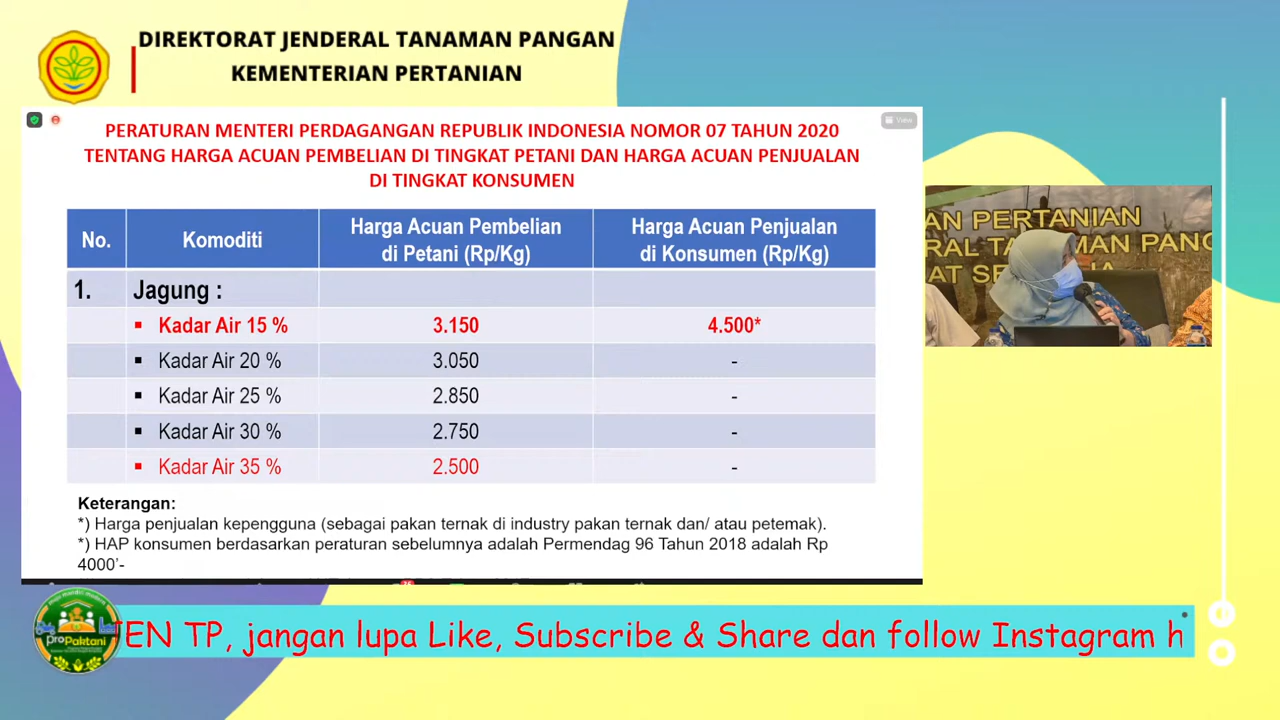 DIREKTORAT JENDERAL TANAMAN PANGAN
KEMENTERIAN PERTANIAN
View
PERATURAN MENTERI PERDAGANGAN REPUBLIK INDONESIA NOMOR 07 TAHUN 2020
TENTANG HARGA ACUAN PEMBELIAN DI TINGKAT PETANI DAN HARGA ACUAN PENJUALAN
DI TINGKAT KONSUMEN
No. Komoditi Harga Acuan Pembelian di Petani (Rp/Kg) Harga Acuan Penjualan di Konsumen (Rp/Kg)
1. Jagung :
▪ Kadar Air 15 % 3.150 4.500*
▪ Kadar Air 20 % 3.050 -
▪ Kadar Air 25 % 2.850 -
▪ Kadar Air 30 % 2.750 -
▪ Kadar Air 35 % 2.500 -
Keterangan:
*) Harga penjualan kepengguna (sebagai pakan ternak di industry pakan ternak dan/ atau petemak).
*) HAP konsumen berdasarkan peraturan sebelumnya adalah Permendag 96 Tahun 2018 adalah Rp
4000’-
AN PERTANIAN
ERAL TANAMAN PANG
AT SE
ProPaktani
TEN TP, jangan lupa Like, Subscribe & Share dan follow Instagram h